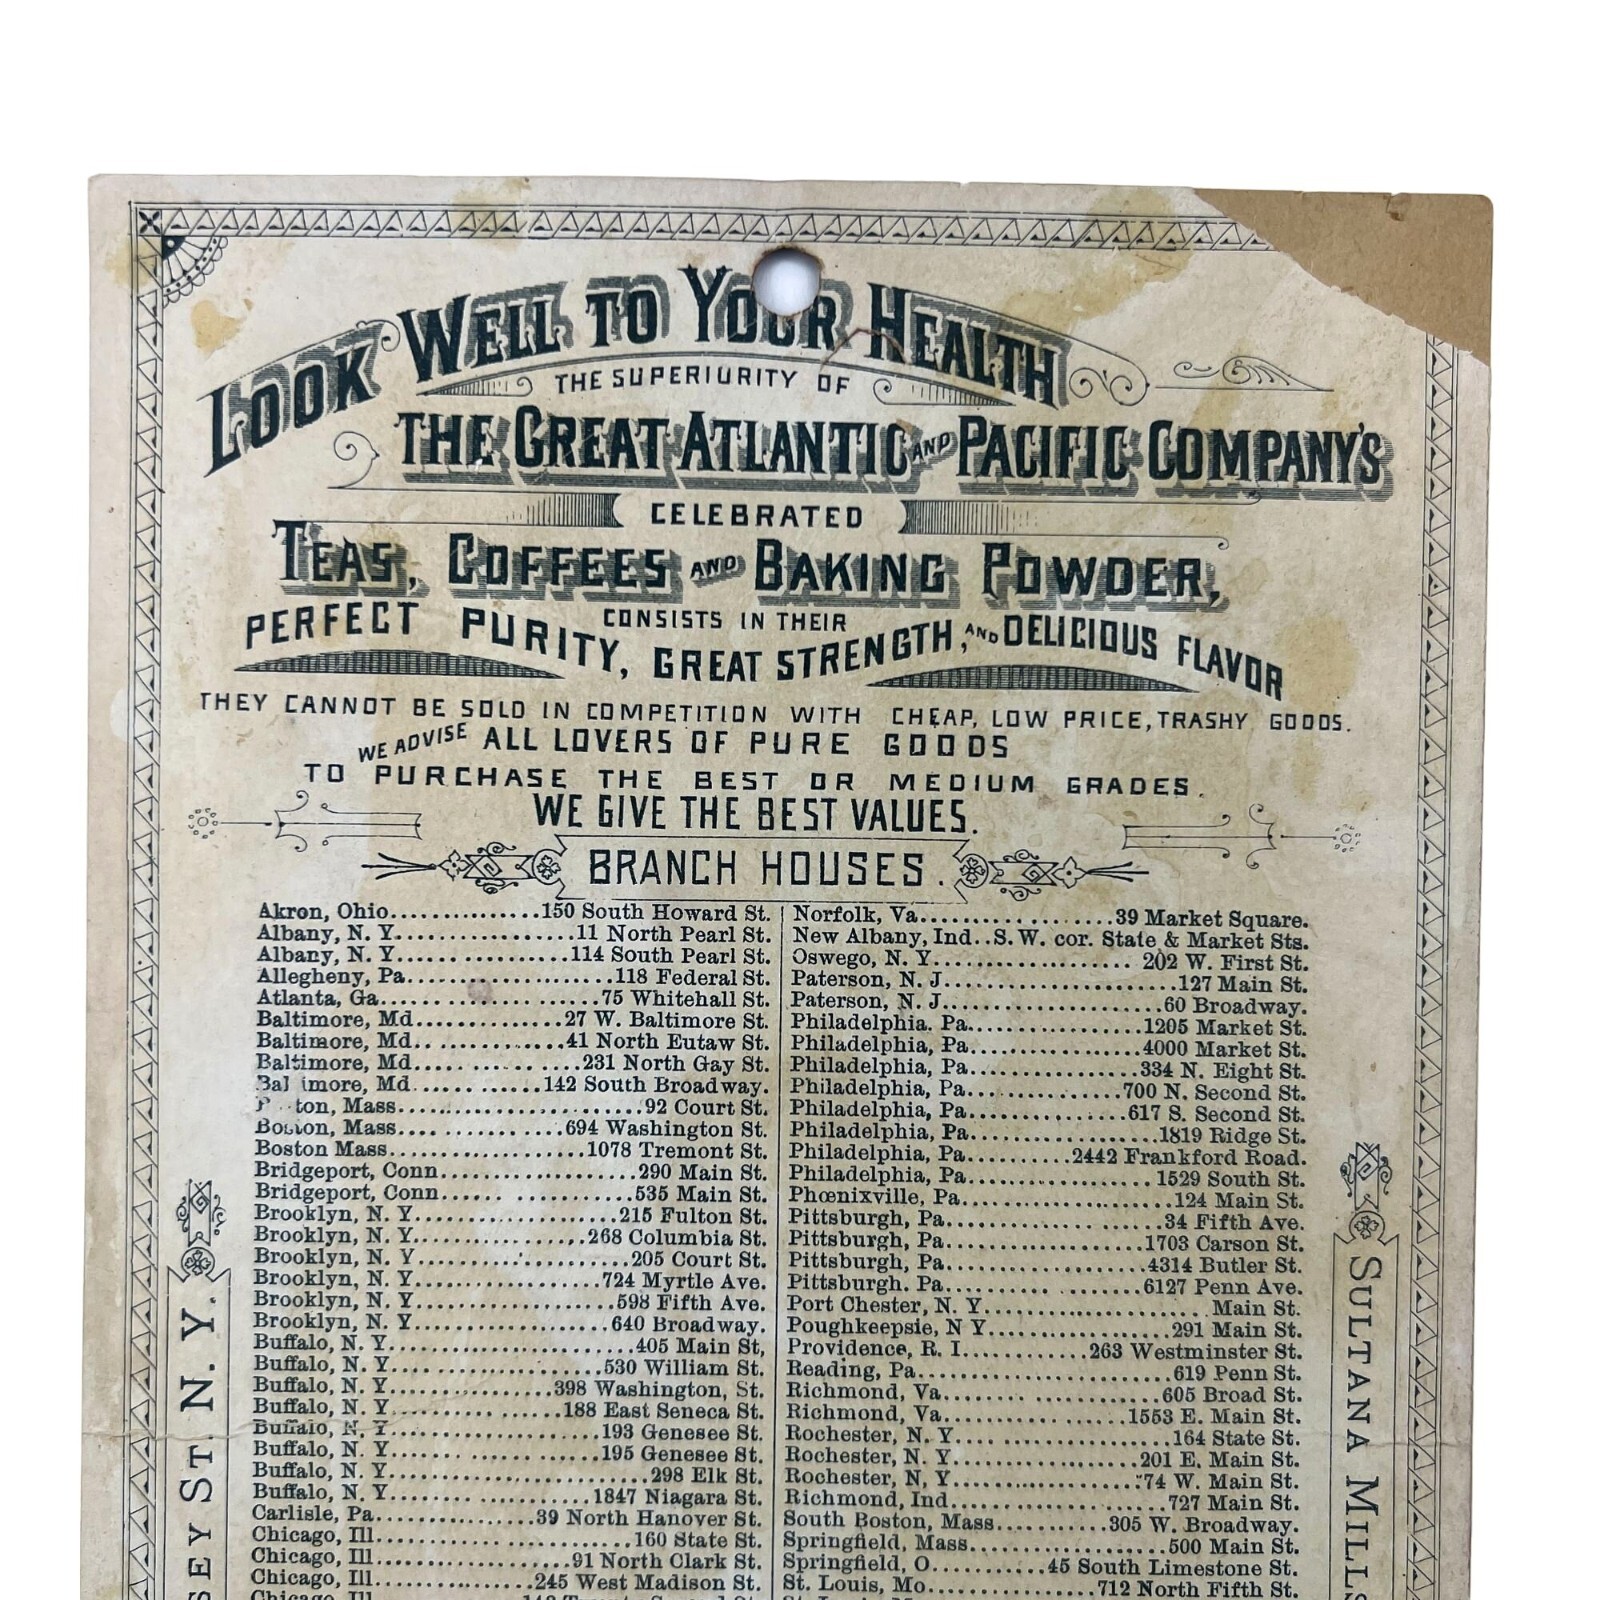 LOOK WELL TO YOUR HEALTH
THE SUPERIURITY OF
THE GREAT ATLANTIC AND PACIFIC COMPANY'S
CELEBRATED
TEAS, COFFEES AND BAKING POWDER,
CONSISTS IN THEIR
PERFECT PURITY, GREAT STRENGTH, AND DELICIOUS FLAVOR
THEY CANNOT BE SOLD IN COMPETITION WITH CHEAP, LOW PRICE, TRASHY GOODS.
WE ADVISE ALL LOVERS OF PURE GOODS
TO PURCHASE THE BEST OR MEDIUM GRADES.
WE GIVE THE BEST VALUES.
BRANCH HOUSES.
Akron, Ohio..............150 South Howard St.
Albany, N. Y..................11 North Pearl St.
Albany, N. Y.................114 South Pearl St.
Allegheny, Pa....................118 Federal St.
Atlanta, Ga.....................75 Whitehall St.
Baltimore, Md...............27 W. Baltimore St.
Baltimore, Md.. ............41 North Eutaw St.
Baltimore, Md................231 North Gay St.
Bal imore, Md............142 South Broadway.
ton, Mass.........................92 Court St.
Boston, Mass................694 Washington St.
Boston Mass...................1078 Tremont St.
Bridgeport, Conn...................290 Main St.
Bridgeport, Conn...... ............535 Main St.
Brooklyn, N. Y....................215 Fulton St.
Brooklyn, N. Y.................268 Columbia St.
Brooklyn, N. Y.....................205 Court St.
Brooklyn, N. Y..................724 Myrtle Ave.
Brooklyn, N. Y...................598 Fifth Ave.
Brooklyn, N. Y...................640 Broadway.
Buffalo, N. Y........................405 Main St,
Buffalo, N. Y....................530 William St.
Buffalo, N. Y...............398 Washington, St.
Buffalo, N. Y................188 East Seneca St.
Buffalo, N. Y....................193 Genesee St.
Buffalo, N. Y....................195 Genesee St.
Buffalo, N. Y.........................298 Elk St.
Buffalo, N. Y...................1847 Niagara St.
Carlisle, Pa................39 North Hanover St.
Chicago, Ill..........................160 State St.
Chicago, Ill....................91 North Clark St.
Chicago, Ill................245 West Madison St.
Chicago, Ill
Norfolk, Va....................39 Market Square.
New Albany, Ind..S. W. cor. State & Market Sts.
Oswego, N. Y.................... 202 W. First St.
Paterson, N. J........................127 Main St.
Paterson, N. J......................60 Broadway.
Philadelphia. Pa.................1205 Market St.
Philadelphia, Pa.................4000 Market St.
Philadelphia, Pa.................334 N. Eight St.
Philadelphia, Pa...............700 N. Second St.
Philadelphia, Pa................617 S. Second St.
Philadelphia, Pa...................1819 Ridge St.
Philadelphia, Pa..........2442 Frankford Road.
Philadelphia, Pa...................1529 South St.
Phœnixville, Pa.....................124 Main St.
Pittsburgh, Pa......................34 Fifth Ave.
Pittsburgh, Pa....................1703 Carson St.
Pittsburgh, Pa....................4314 Butler St.
Pittsburgh. Pa....................6127 Penn Ave.
Port Chester, N. Y....................... Main St.
Poughkeepsie, N Y..................291 Main St.
Providence, R. I............263 Westminster St.
Reading, Pa..........................619 Penn St.
Richmond, Va......................605 Broad St.
Richmond, Va...................1553 E. Main St.
Rochester, N. Y......................164 State St.
Rochester, N. Y...................201 E. Main St.
Rochester, N, Y...................74 W. Main St.
Richmond, Ind......................727 Main St.
South Boston, Mass...........305 W. Broadway.
Springfield, Mass....................500 Main St.
Springfield, O...........45 South Limestone St.
St. Louis, Mo.................712 North Fifth St.
SEY ST. N. Y.
SULTANA MILLS